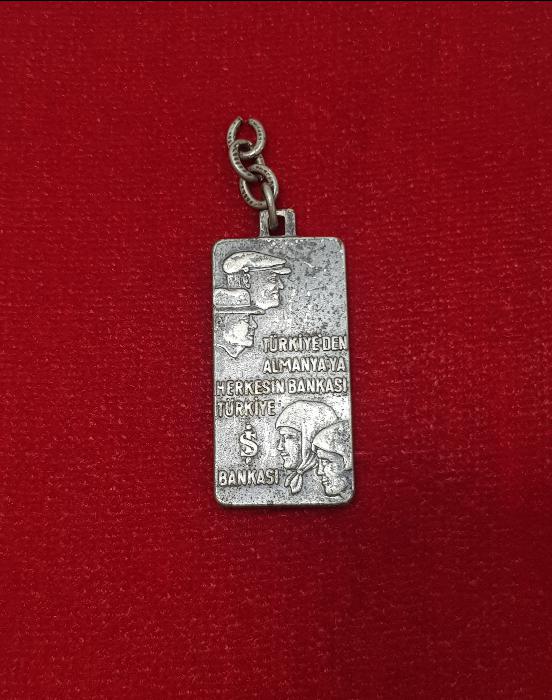 TÜRKİYE'DEN
ALMANYA'YA
HERKESİN BANKASI
TÜRKİYE
İŞ
BANKASI